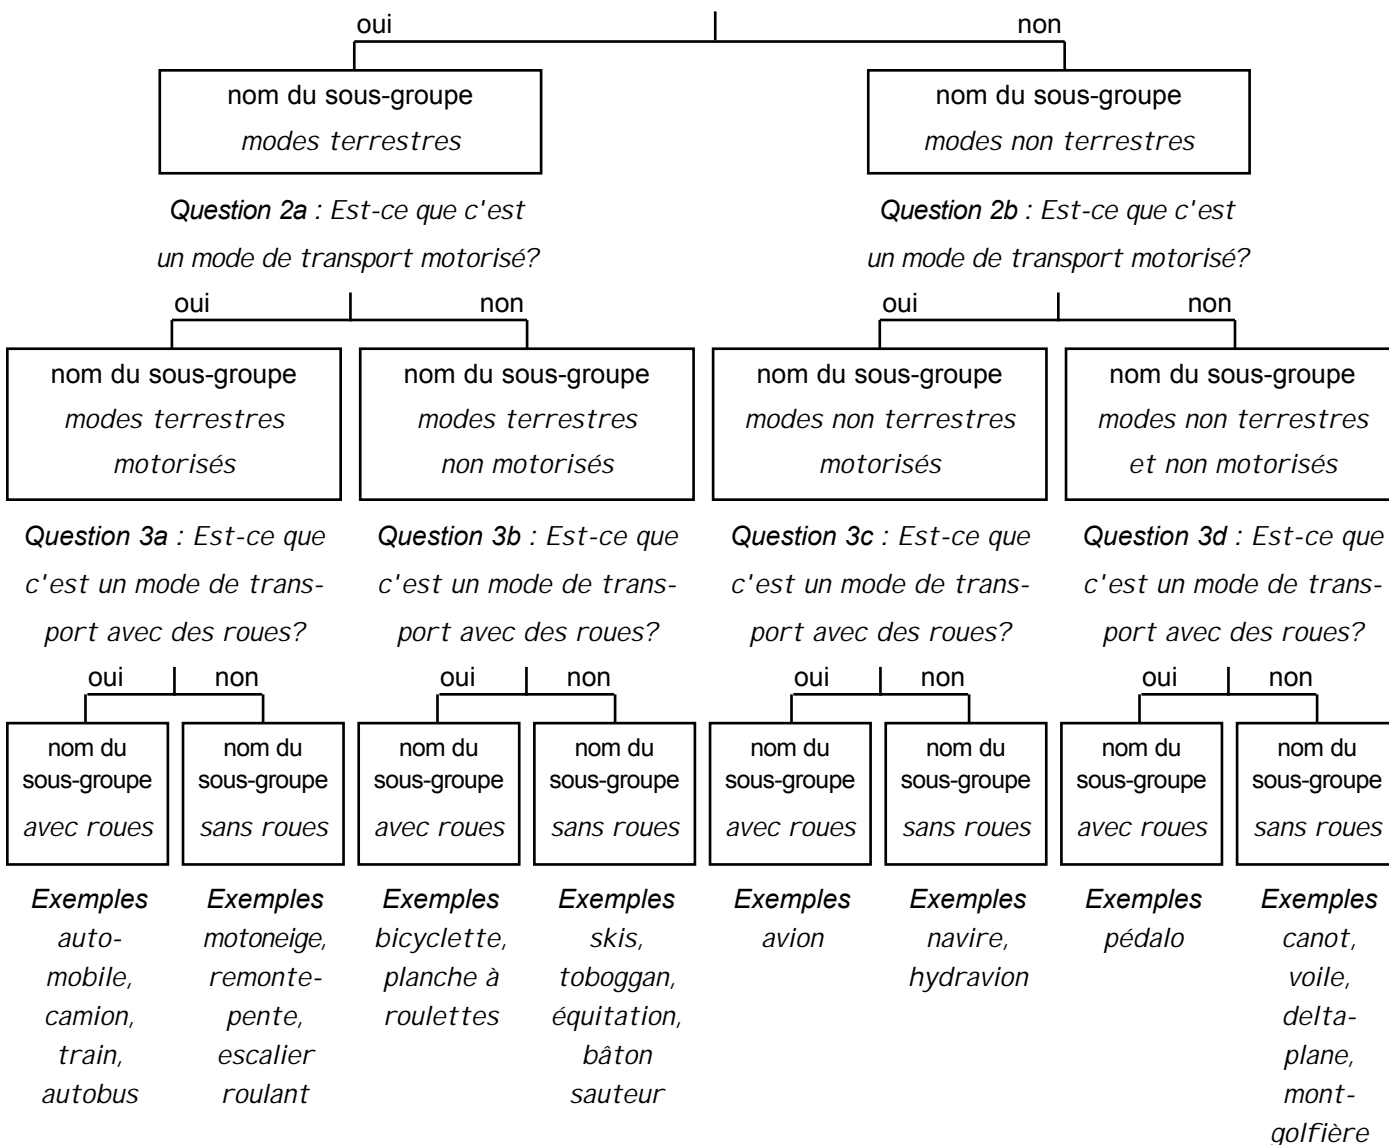 oui
non
nom du sous-groupe
modes terrestres
nom du sous-groupe
modes non terrestres
Question 2a : Est-ce que c'est
un mode de transport motorisé?
Question 2b : Est-ce que c'est
un mode de transport motorisé?
oui
non
oui
non
nom du sous-groupe
modes terrestres
motorisés
nom du sous-groupe
modes terrestres
non motorisés
nom du sous-groupe
modes non terrestres
motorisés
nom du sous-groupe
modes non terrestres
et non motorisés
Question 3a : Est-ce que
c'est un mode de trans-
port avec des roues?
Question 3b : Est-ce que
c'est un mode de trans-
port avec des roues?
Question 3c : Est-ce que
c'est un mode de trans-
port avec des roues?
Question 3d : Est-ce que
c'est un mode de trans-
port avec des roues?
oui
non
oui
non
oui
non
oui
non
nom du
sous-groupe
avec roues
nom du
sous-groupe
sans roues
nom du
sous-groupe
avec roues
nom du
sous-groupe
sans roues
nom du
sous-groupe
avec roues
nom du
sous-groupe
sans roues
nom du
sous-groupe
avec roues
nom du
sous-groupe
sans roues
Exemples
auto-
mobile,
camion,
train,
autobus
Exemples
motoneige,
remonte-
pente,
escalier
roulant
Exemples
bicyclette,
planche à
roulettes
Exemples
skis,
toboggan,
équitation,
bâton
sauteur
Exemples
avion
Exemples
navire,
hydravion
Exemples
pédalo
Exemples
canot,
voile,
delta-
plane,
mont-
golfière